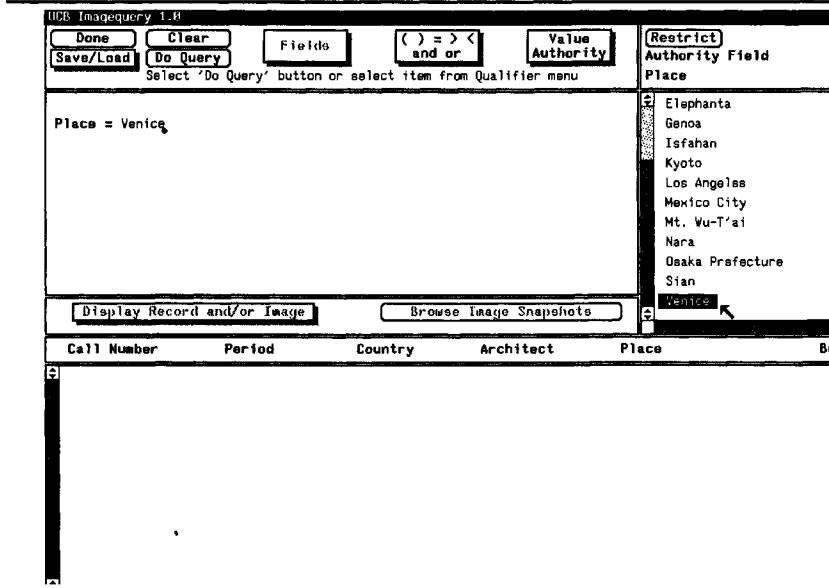 UCB Imagequery 1.0
Done Clear Fields ( ) = > < and or Value Authority
Save/Load Do Query
Select 'Do Query' button or select item from Qualifier menu
Restrict
Authority Field
Place
Place = Venice
Elephanta
Genoa
Isfahan
Kyoto
Los Angelss
Mexico City
Mt. Wu-T'ai
Nara
Osaka Prsfecture
Sian
Venice
Display Record and/or Image Browse Image Snapshots
Call Number Period Country Architect Place